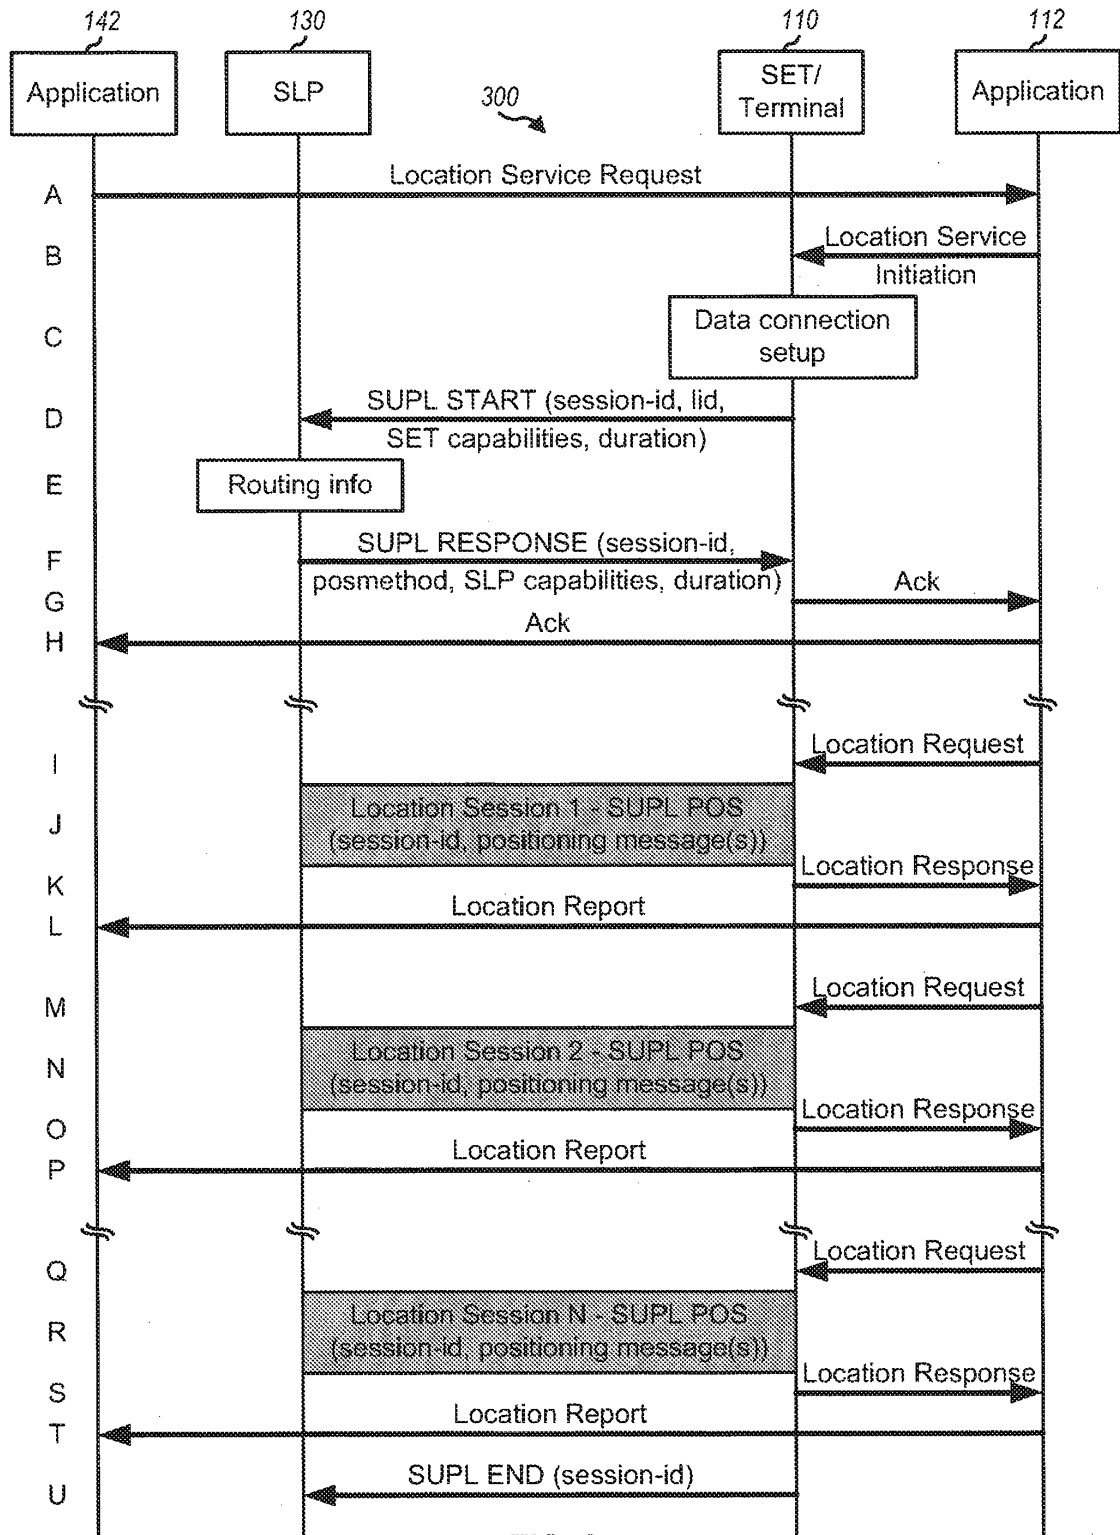 142
130
110
112
Application
SLP
SET/
Terminal
Application
300
A
Location Service Request
B
Location Service
Initiation
C
Data connection
setup
D
SUPL START (session-id, lid,
SET capabilities, duration)
E
Routing info
F
SUPL RESPONSE (session-id,
posmethod, SLP capabilities, duration)
G
Ack
H
Ack
I
Location Request
J
Location Session 1 - SUPL POS
(session-id, positioning message(s))
K
Location Response
L
Location Report
M
Location Request
N
Location Session 2 - SUPL POS
(session-id, positioning message(s))
O
Location Response
P
Location Report
Q
Location Request
R
Location Session N - SUPL POS
(session-id, positioning message(s))
S
Location Response
T
Location Report
U
SUPL END (session-id)